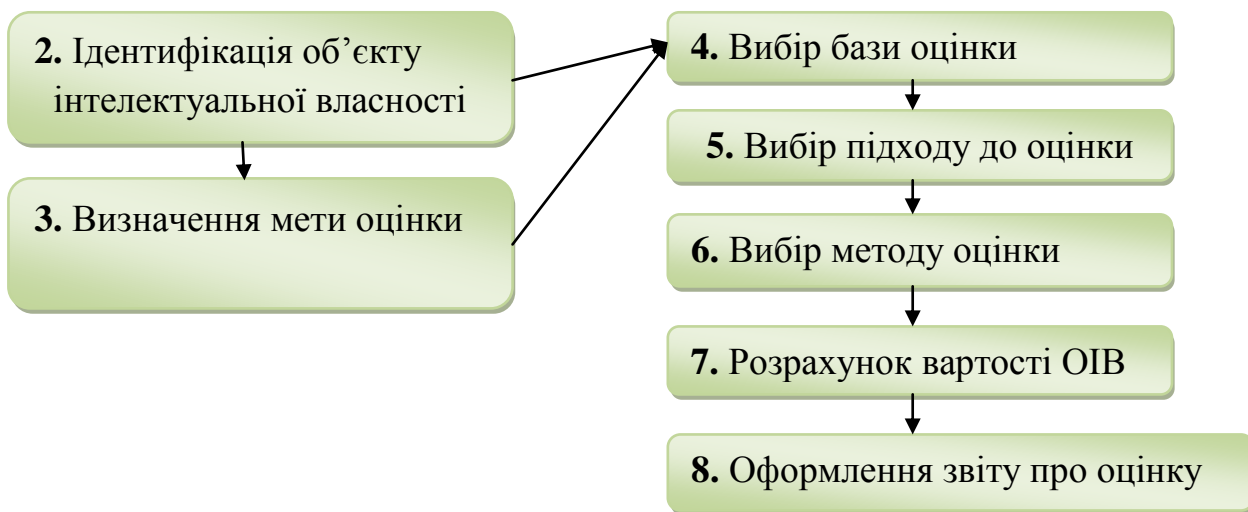 2. Ідентифікація об’єкту
інтелектуальної власності
3. Визначення мети оцінки
4. Вибір бази оцінки
5. Вибір підходу до оцінки
6. Вибір методу оцінки
7. Розрахунок вартості ОІВ
8. Оформлення звіту про оцінку